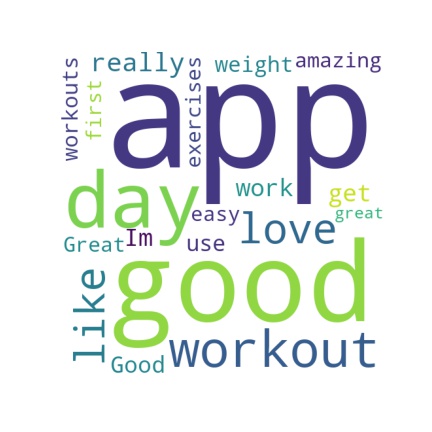 workouts
first
really
exercises
weight
amazing
app
day
work
get
easy
great
Great
Im
use
love
like
good
Good
workout